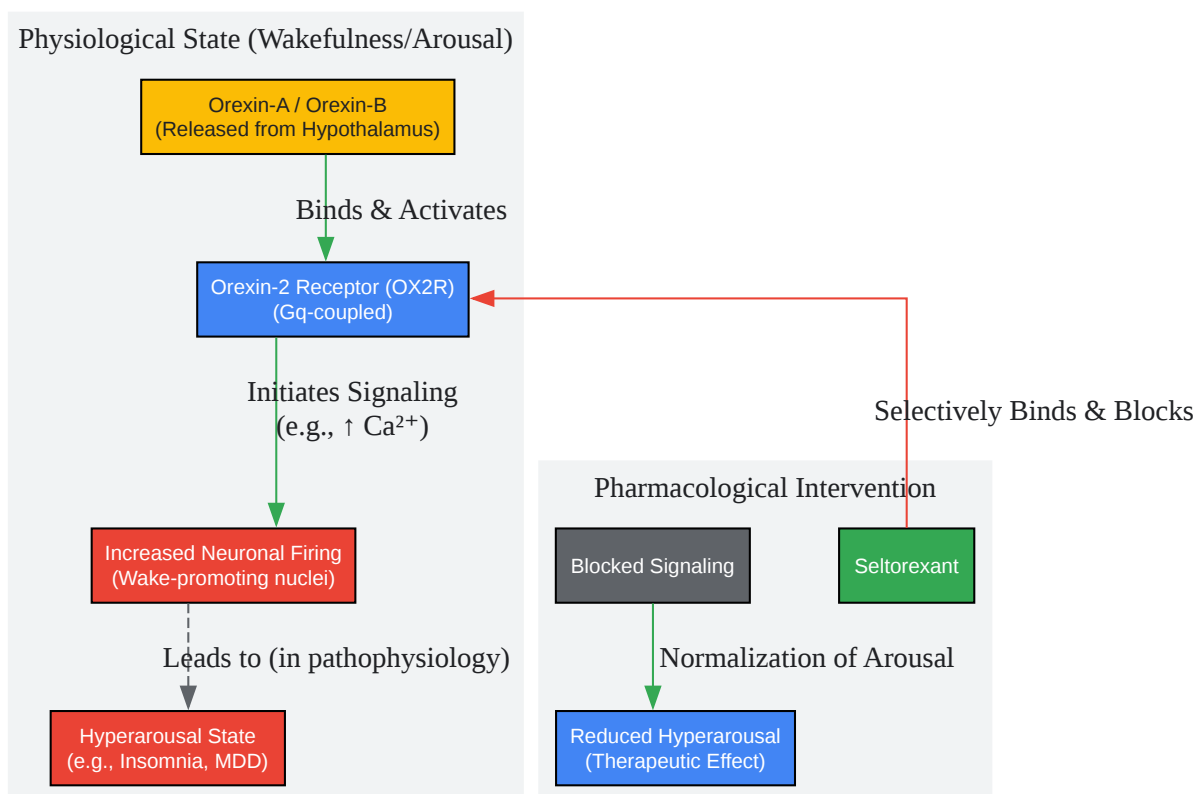 Physiological State (Wakefulness/Arousal)
Orexin-A / Orexin-B
(Released from Hypothalamus)
Binds & Activates
Orexin-2 Receptor (OX2R)
(Gq-coupled)
Initiates Signaling
(e.g., ↑ Ca²⁺)
Selectively Binds & Blocks
Increased Neuronal Firing
(Wake-promoting nuclei)
Leads to (in pathophysiology)
Hyperarousal State
(e.g., Insomnia, MDD)
Pharmacological Intervention
Blocked Signaling
Seltorexant
Normalization of Arousal
Reduced Hyperarousal
(Therapeutic Effect)